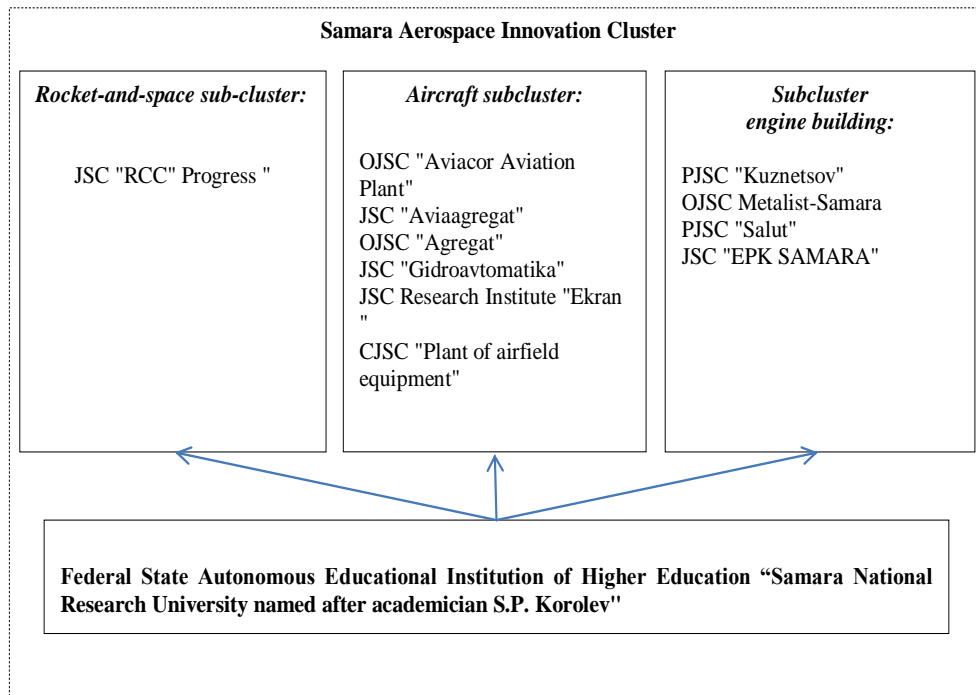 Samara Aerospace Innovation Cluster
Rocket-and-space sub-cluster:
JSC "RCC" Progress "
Aircraft subcluster:
OJSC "Aviacor Aviation
Plant"
JSC "Aviaagregat"
OJSC "Agregat"
JSC "Gidroavtomatika"
JSC Research Institute "Ekran
"
CJSC "Plant of airfield
equipment"
Subcluster
engine building:
PJSC "Kuznetsov"
OJSC Metalist-Samara
PJSC "Salut"
JSC "EPK SAMARA"
Federal State Autonomous Educational Institution of Higher Education “Samara National
Research University named after academician S.P. Korolev"